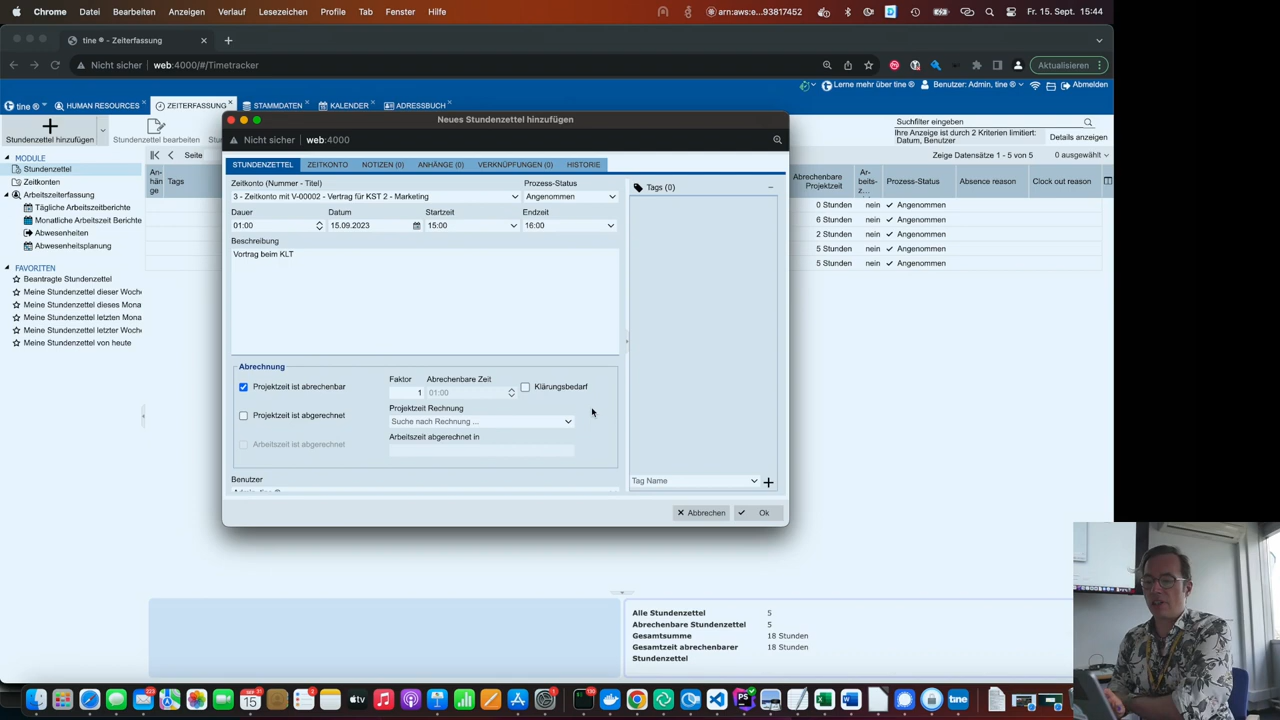 Chrome Datei Bearbeiten Anzeigen Verlauf Lesezeichen Profile Tab Fenster Hilfe
arn:aws:e...93817452
Fr. 15. Sept. 15:44
tine ® - Zeiterfassung
Nicht sicher web:4000/#/Timetracker
Aktualisieren
tine ®
HUMAN RESOURCES
ZEITERFASSUNG
STAMMDATEN
KALENDER
ADRESSBUCH
Lerne mehr über tine ®
Benutzer: Admin, tine ®
Abmelden
Stundenzettel hinzufügen
Stundenzettel bearbeiten
Suchfilter eingeben
Ihre Anzeige ist durch 2 Kriterien limitiert:
Datum, Benutzer
Details anzeigen
MODULE
Stundenzettel
Zeitkonten
Arbeitszeiterfassung
Tägliche Arbeitszeitberichte
Monatliche Arbeitszeit Berichte
Abwesenheiten
Abwesenheitsplanung
FAVORITEN
Beantragte Stundenzettel
Meine Stundenzettel dieser Woch
Meine Stundenzettel dieses Mona
Meine Stundenzettel letzten Mona
Meine Stundenzettel letzter Woch
Meine Stundenzettel von heute
Seite
Zeige Datensätze 1 - 5 von 5
0 ausgewählt
An-
hän
ge
Tags
Abrechenbare
Projektzeit
Ar-
beits-
z...
Prozess-Status
Absence reason
Clock out reason
0 Stunden nein Angenommen
6 Stunden nein Angenommen
2 Stunden nein Angenommen
5 Stunden nein Angenommen
5 Stunden nein Angenommen
Neues Stundenzettel hinzufügen
Nicht sicher web:4000
STUNDENZETTEL
ZEITKONTO
NOTIZEN (0)
ANHÄNGE (0)
VERKNÜPFUNGEN (0)
HISTORIE
Zeitkonto (Nummer - Titel)
Prozess-Status
3 - Zeitkonto mit V-00002 - Vertrag für KST 2 - Marketing
Angenommen
Dauer
Datum
Startzeit
Endzeit
01:00
15.09.2023
15:00
16:00
Beschreibung
Vortrag beim KLT
Abrechnung
Projektzeit ist abrechenbar
Faktor
Abrechenbare Zeit
1
01:00
Klärungsbedarf
Projektzeit ist abgerechnet
Projektzeit Rechnung
Suche nach Rechnung ...
Arbeitszeit ist abgerechnet
Arbeitszeit abgerechnet in
Benutzer
Tags (0)
Tag Name
Abbrechen
Ok
Alle Stundenzettel 5
Abrechenbare Stundenzettel 5
Gesamtsumme 18 Stunden
Gesamtzeit abrechenbarer 18 Stunden
Stundenzettel
tine